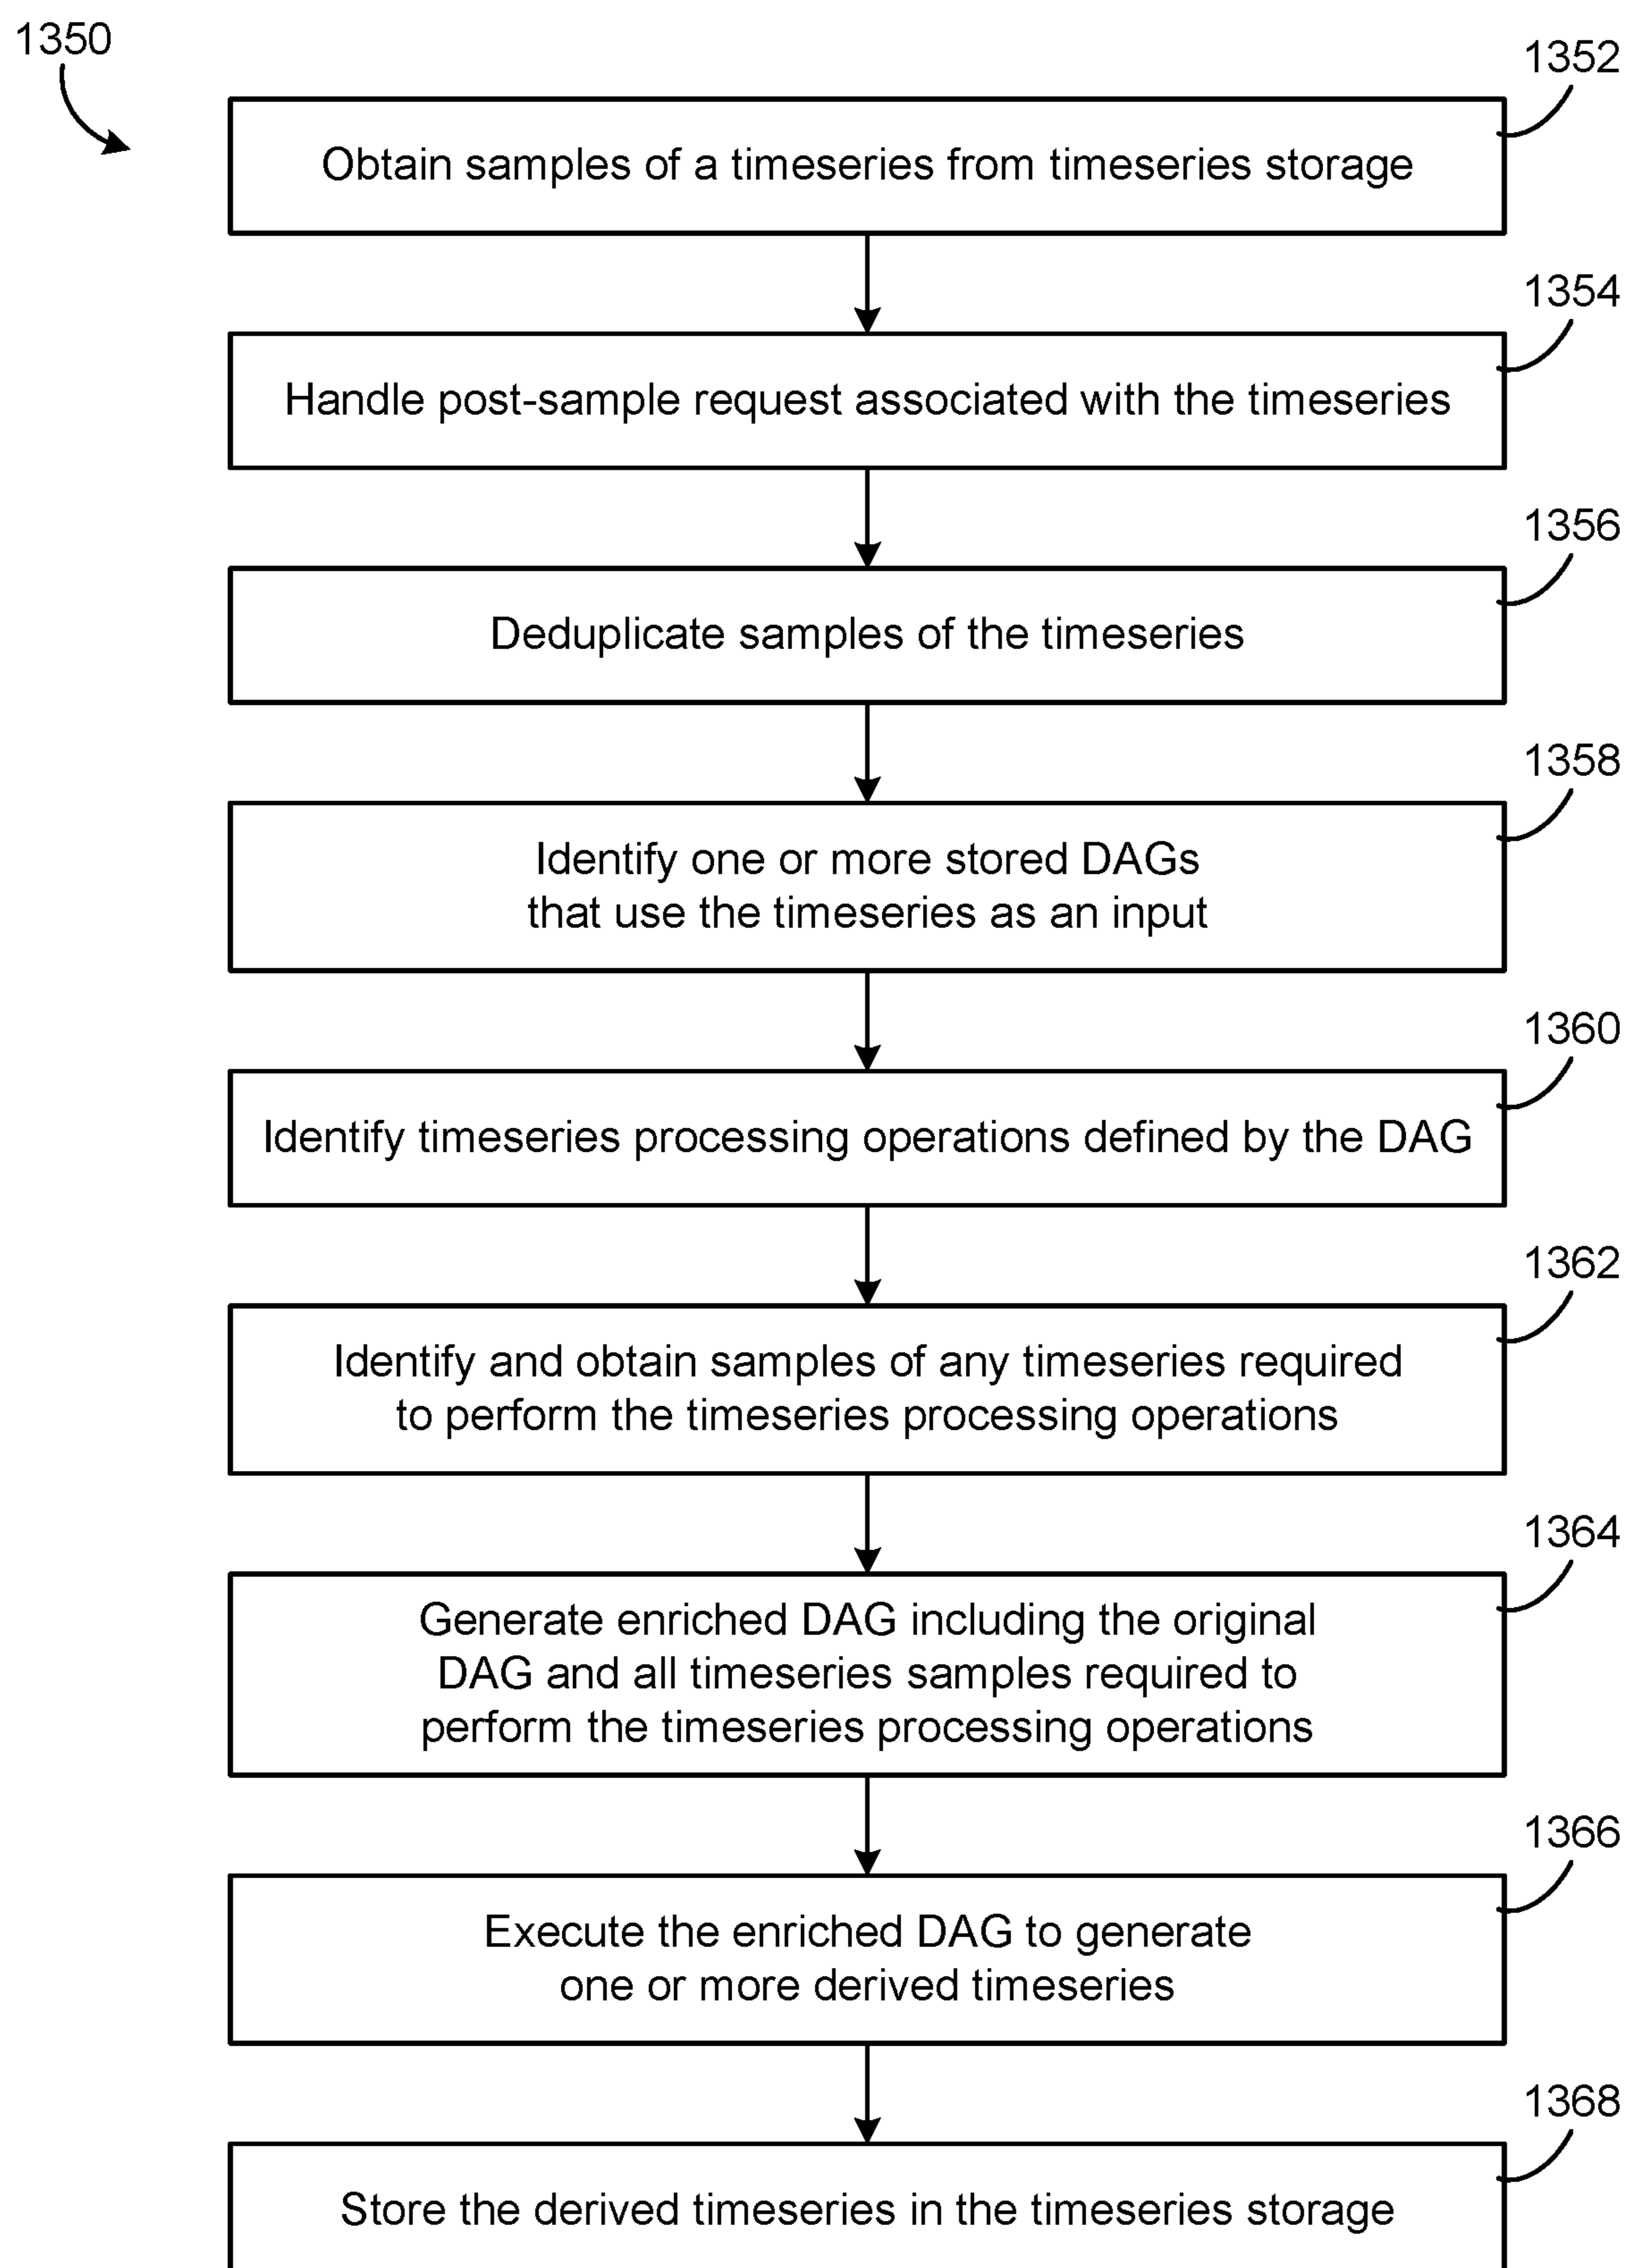 1350
1352
Obtain samples of a timeseries from timeseries storage
1354
Handle post-sample request associated with the timeseries
1356
Deduplicate samples of the timeseries
1358
Identify one or more stored DAGs
that use the timeseries as an input
1360
Identify timeseries processing operations defined by the DAG
1362
Identify and obtain samples of any timeseries required
to perform the timeseries processing operations
1364
Generate enriched DAG including the original
DAG and all timeseries samples required to
perform the timeseries processing operations
1366
Execute the enriched DAG to generate
one or more derived timeseries
1368
Store the derived timeseries in the timeseries storage